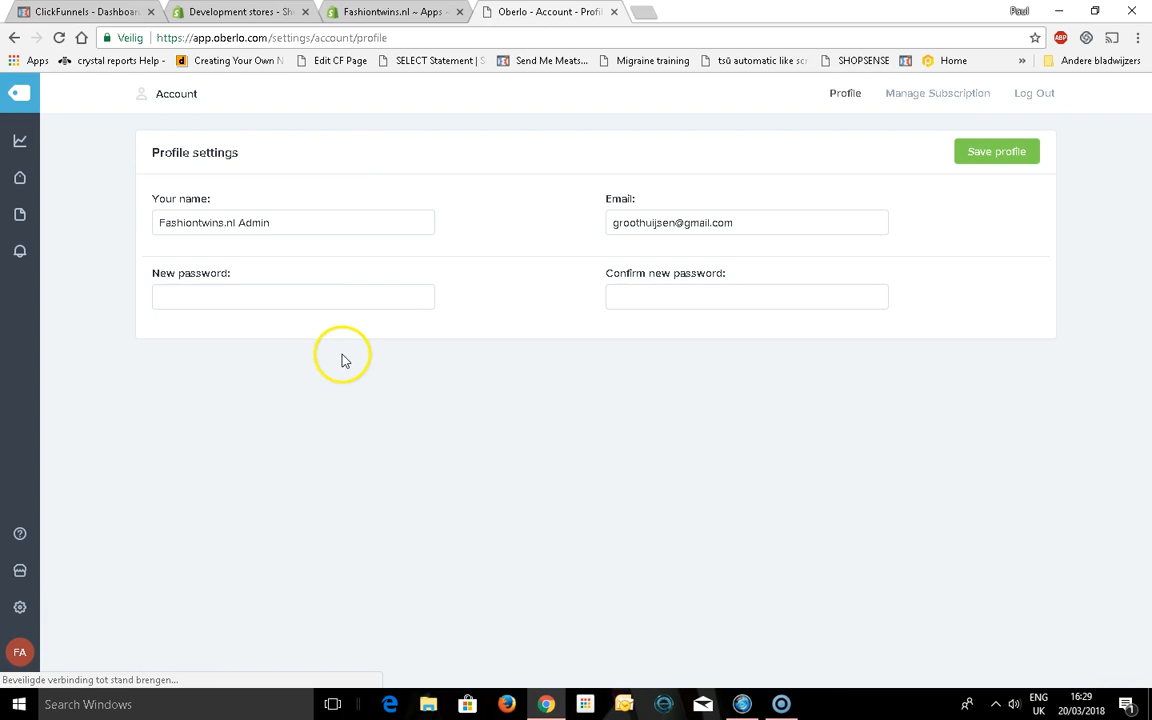 ClickFunnels - Dashboar
Development stores - Sh
Fashiontwins.nl ~ Apps ~
Oberlo - Account - Profil
Paul
Veilig
https://app.oberlo.com/settings/account/profile
Apps
crystal reports Help -
Creating Your Own N
Edit CF Page
SELECT Statement | S
Send Me Meats...
Migraine training
tsū automatic like scr
SHOPSENSE
Home
»
Andere bladwijzers
Account
Profile
Manage Subscription
Log Out
Profile settings
Save profile
Your name:
Email:
Fashiontwins.nl Admin
groothuijsen@gmail.com
New password:
Confirm new password:
FA
Beveiligde verbinding tot stand brengen...
Search Windows
ENG
UK
16:29
20/03/2018